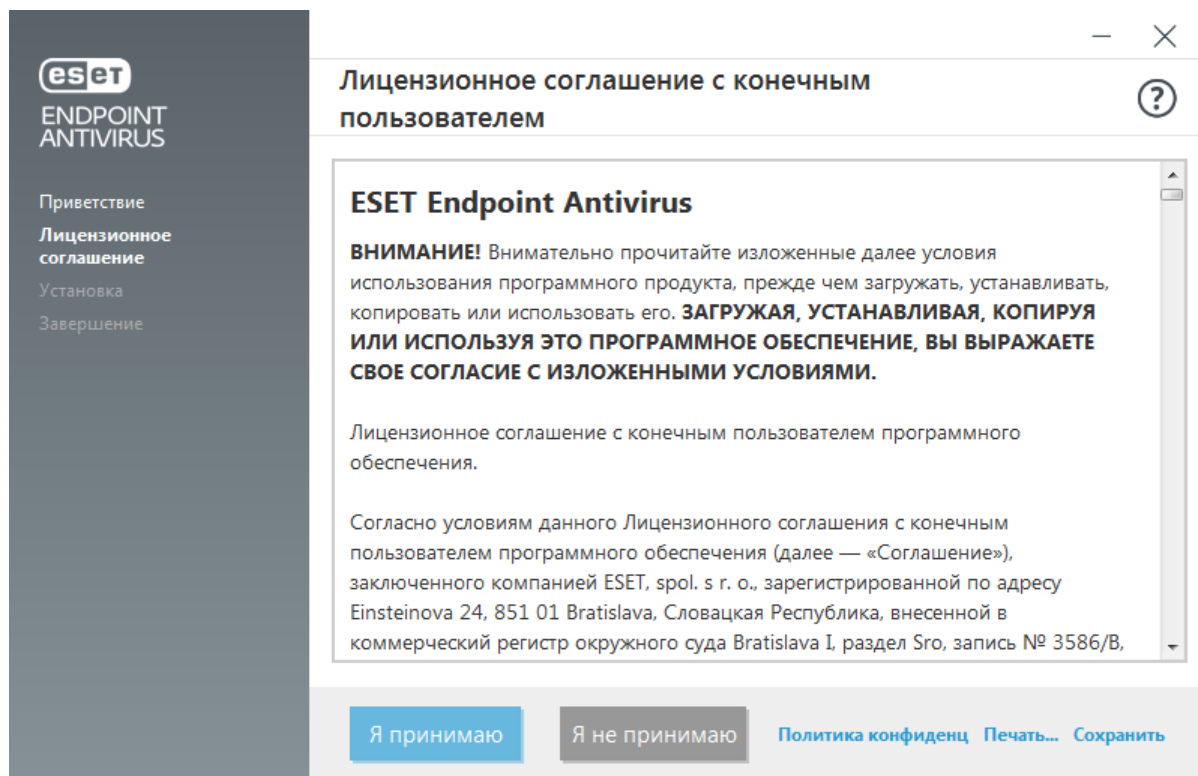 eset
ENDPOINT
ANTIVIRUS
Приветствие
Лицензионное
соглашение
Установка
Завершение
Лицензионное соглашение с конечным
пользователем
?
ESET Endpoint Antivirus
ВНИМАНИЕ! Внимательно прочитайте изложенные далее условия
использования программного продукта, прежде чем загружать, устанавливать,
копировать или использовать его. ЗАГРУЖАЯ, УСТАНАВЛИВАЯ, КОПИРУЯ
ИЛИ ИСПОЛЬЗУЯ ЭТО ПРОГРАММНОЕ ОБЕСПЕЧЕНИЕ, ВЫ ВЫРАЖАЕТЕ
СВОЕ СОГЛАСИЕ С ИЗЛОЖЕННЫМИ УСЛОВИЯМИ.
Лицензионное соглашение с конечным пользователем программного
обеспечения.
Согласно условиям данного Лицензионного соглашения с конечным
пользователем программного обеспечения (далее — «Соглашение»),
заключенного компанией ESET, spol. s r. o., зарегистрированной по адресу
Einsteinova 24, 851 01 Bratislava, Словацкая Республика, внесенной в
коммерческий регистр окружного суда Bratislava I, раздел Sro, запись № 3586/B,
Я принимаю
Я не принимаю
Политика конфиденц
Печать...
Сохранить